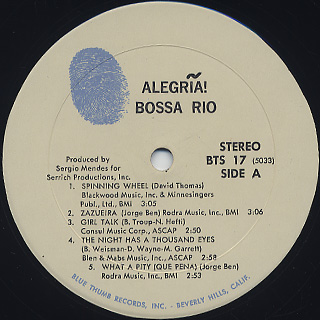 ALEGRIÃ!
BOSSA RIO
STEREO
BTS 17 (5033)
SIDE A
Produced by
Sergio Mendes for
Serrich Productions, Inc.
1. SPINNING WHEEL (David Thomas)
Blackwood Music, Inc. & Minnesingers
Publ., Ltd., BMI 3:05
2. ZAZUEIRA (Jorge Ben) Rodra Music, Inc., BMI 3:06
3. GIRL TALK (B. Troup-N. Hefti)
Consul Music Corp., ASCAP 2:50
4. THE NIGHT HAS A THOUSAND EYES
(B. Weisman-D. Wayne-M. Garrett)
Blen & Mabs Music, Inc., ASCAP 2:58
5. WHAT A PITY (QUE PENA) (Jorge Ben)
Rodra Music, Inc., BMI 2:53
BLUE THUMB RECORDS, INC. - BEVERLY HILLS, CALIF.